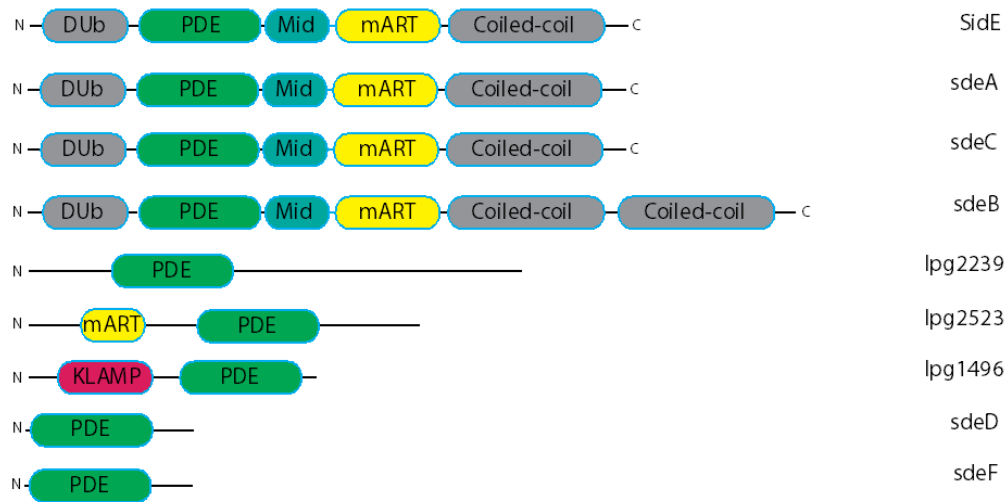 N DUb PDE Mid mART Coiled-coil C SidE
N DUb PDE Mid mART Coiled-coil C sdeA
N DUb PDE Mid mART Coiled-coil C sdeC
N DUb PDE Mid mART Coiled-coil Coiled-coil C sdeB
N PDE lpg2239
N mART PDE lpg2523
N KLAMP PDE lpg1496
N PDE sdeD
N PDE sdeF